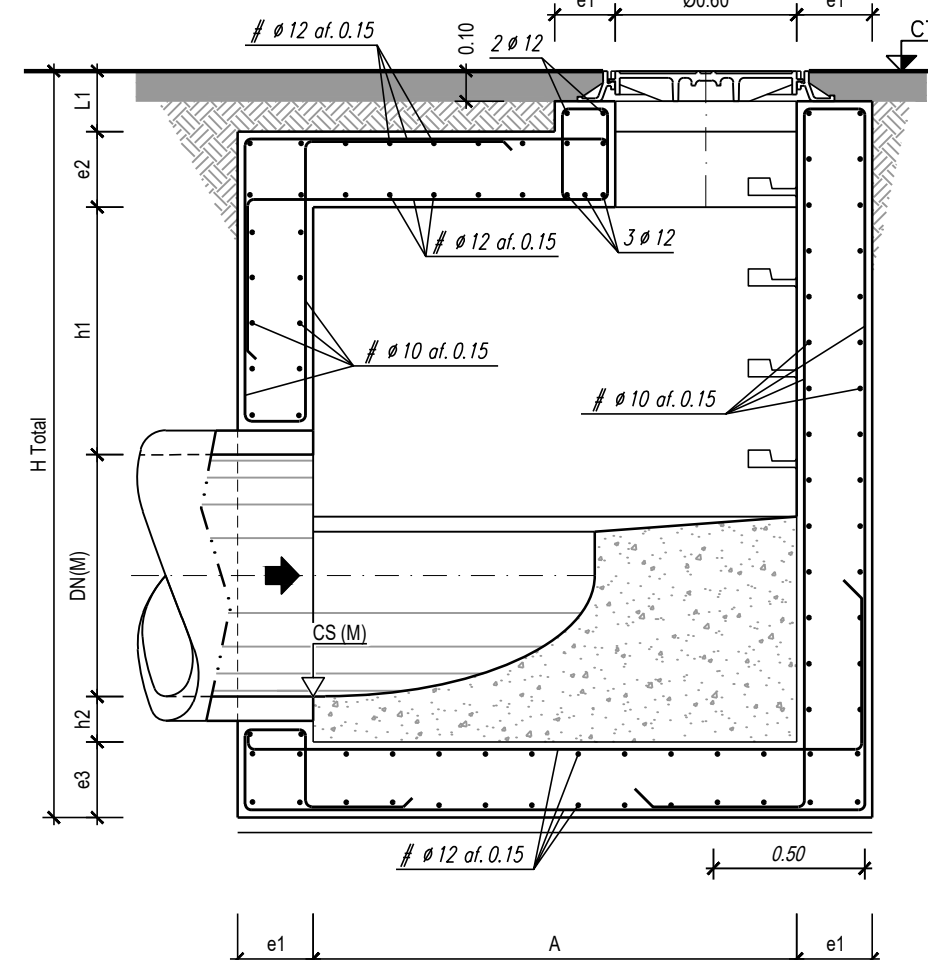 e1
Ø0.60
e1
# ø 12 af. 0.15
0.10
2 ø 12
L1
e2
# ø 12 af. 0.15
3 ø 12
h1
# ø 10 af. 0.15
# ø 10 af. 0.15
H Total
DN(M)
CS (M)
h2
e3
# ø 12 af. 0.15
0.50
e1
A
e1